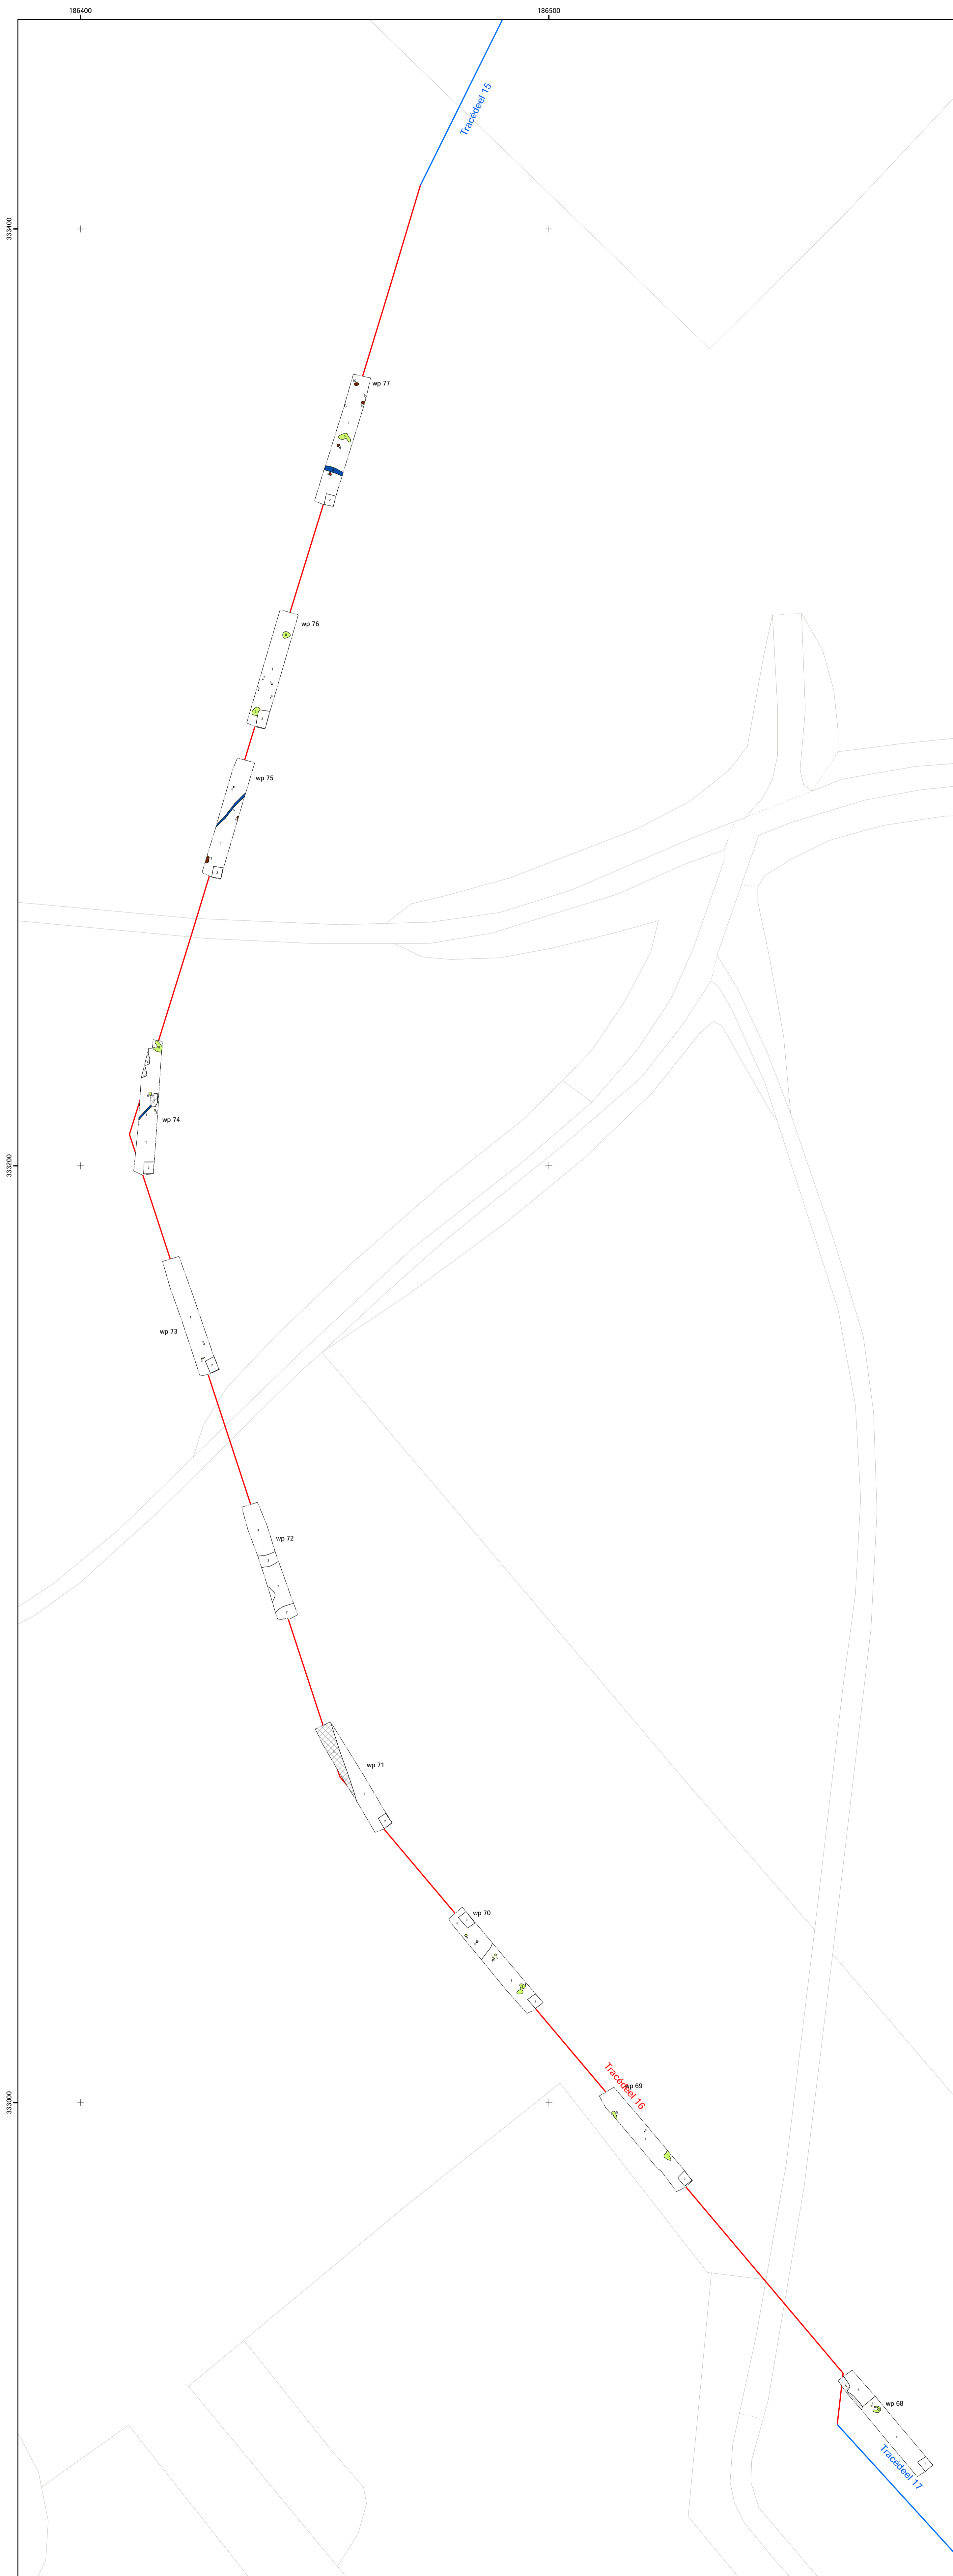 186400
186500
Tracédeel 15
333400
wp 77
wp 76
wp 75
wp 74
333200
wp 73
wp 72
wp 71
wp 70
Tracédeel 16
wp 69
333000
wp 68
Tracédeel 17